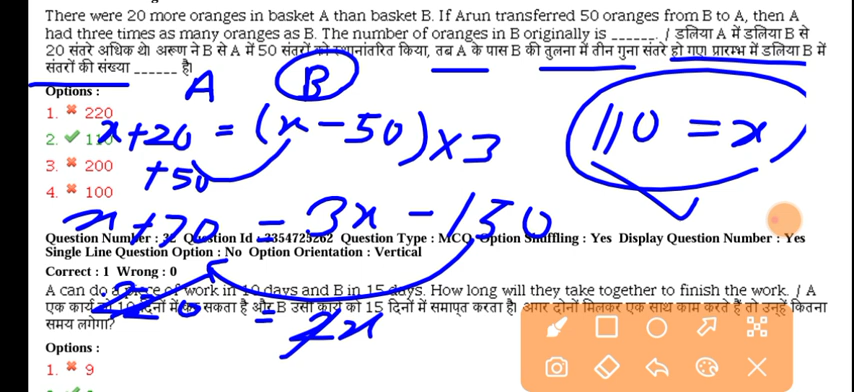 There were 20 more oranges in basket A than basket B. If Arun transferred 50 oranges from B to A, then A
had three times as many oranges as B. The number of oranges in B originally is ______. / डलिया A में डलिया B से
20 संतरे अधिक थे। अरूण ने B से A में 50 संतरों को स्थानांतरित किया, तब A के पास B की तुलना में तीन गुना संतरे हो गए। प्रारम्भ में डलिया B में
संतरों की संख्या ______ है।
A B
Options :
1. ✖ 220
2. ✔ 110
3. ✖ 200
4. ✖ 100
x+20 = (x-50)×3
+50
110 = x
x+70 = 3x - 150
Question Number : 32 Question Id : 3354725262 Question Type : MCQ Option Shuffling : Yes Display Question Number : Yes
Single Line Question Option : No Option Orientation : Vertical
Correct : 1 Wrong : 0
A can do a piece of work in 10 days and B in 15 days. How long will they take together to finish the work. / A
एक कार्य को 10 दिनों में कर सकता है और B उसी कार्य को 15 दिनों में समाप्त करता है। अगर दोनों मिलकर एक साथ काम करते हैं तो उन्हें कितना
समय लगेगा?
220 = 2x
Options :
1. ✖ 9